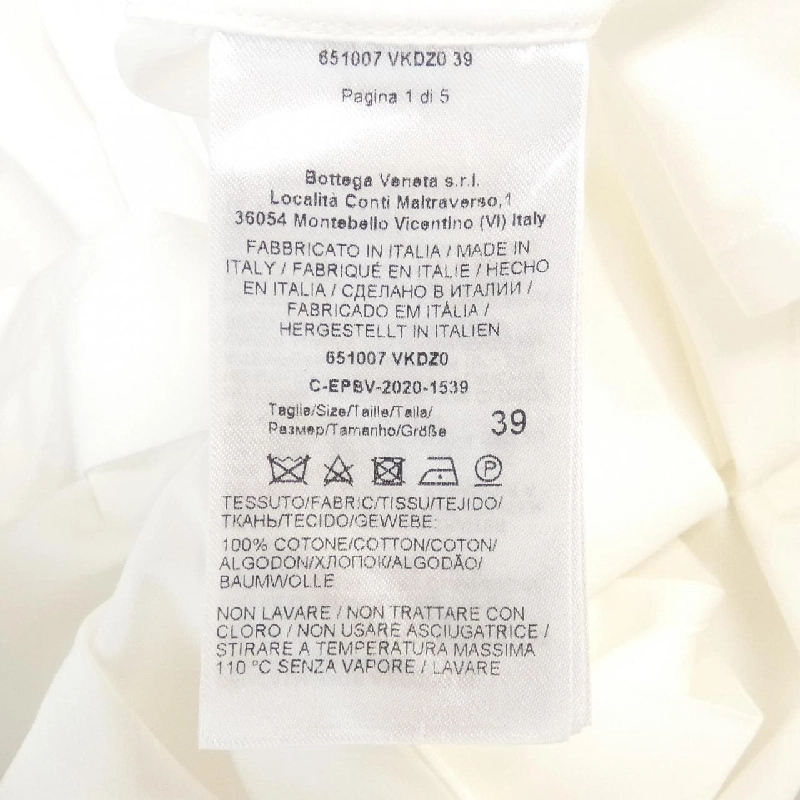 651007 VKDZ0 39
Pagina 1 di 5
Bottega Veneta s.r.l.
Località Conti Maltraverso,1
36054 Montebello Vicentino (VI) Italy
FABBRICATO IN ITALIA / MADE IN
ITALY / FABRIQUÉ EN ITALIE / HECHO
EN ITALIA / СДЕЛАНО В ИТАЛИИ /
FABRICADO EM ITÁLIA /
HERGESTELLT IN ITALIEN
651007 VKDZ0
C-EPBV-2020-1539
Taglia/Size/Taille/Talla/
Размер/Tamanho/Größe 39
TESSUTO/FABRIC/TISSU/TEJIDO/
ТКАНЬ/TECIDO/GEWEBE:
100% COTONE/COTTON/COTON/
ALGODON/ХЛОПОК/ALGODÃO/
BAUMWOLLE
NON LAVARE / NON TRATTARE CON
CLORO / NON USARE ASCIUGATRICE /
STIRARE A TEMPERATURA MASSIMA
110 °C SENZA VAPORE / LAVARE